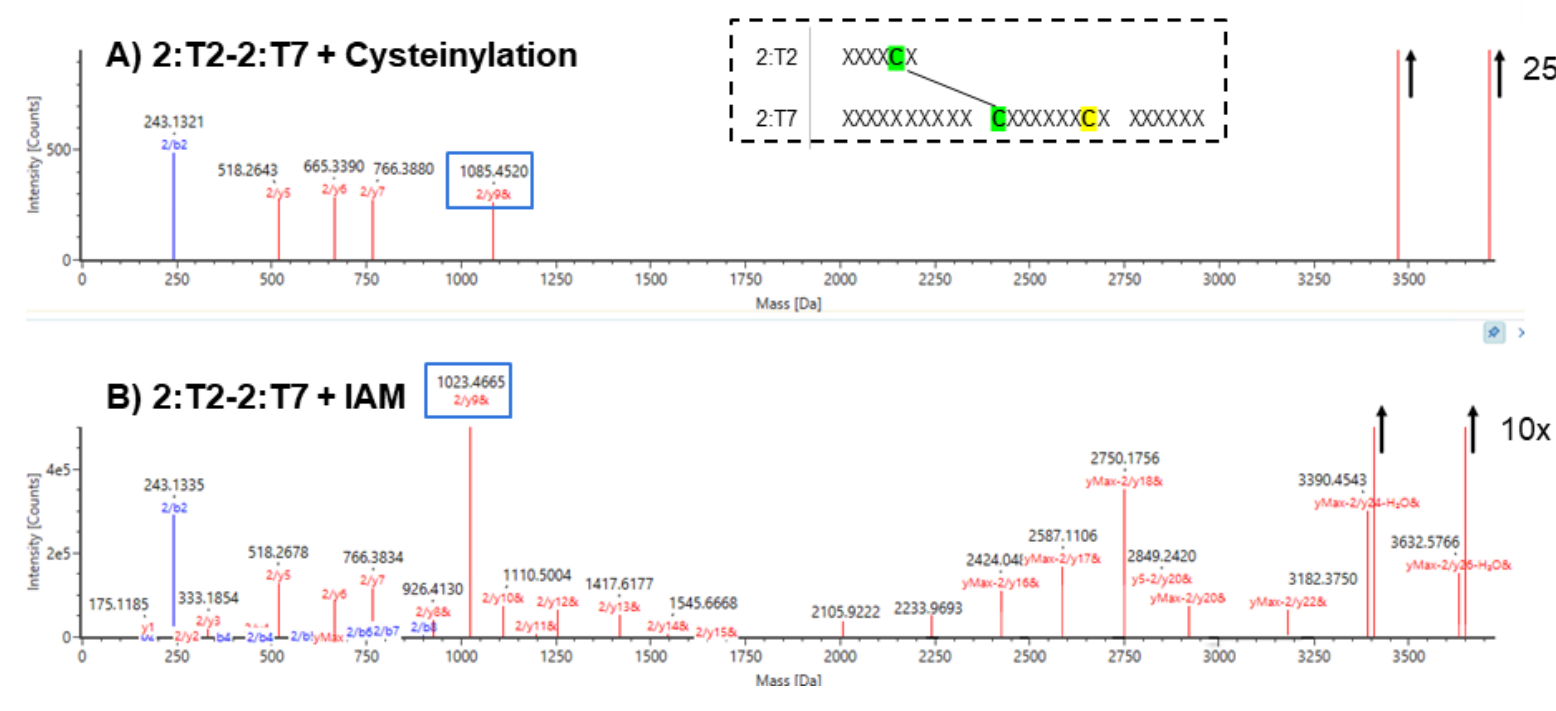 A) 2:T2-2:T7 + Cysteinylation
2:T2 XXXXCX
2:T7 XXXXXXXXXX CXXXXXXCX XXXXXX
25
Intensity [Counts]
500
0
243.1321
2/b2
518.2643
2/y5
665.3390
2/y6
766.3880
2/y7
1085.4520
2/y9&
0 250 500 750 1000 1250 1500 1750 2000 2250 2500 2750 3000 3250 3500
Mass [Da]
B) 2:T2-2:T7 + IAM
1023.4665
2/y9&
10x
Intensity [Counts]
4e5
2e5
0
175.1185
y1
243.1335
2/b2
2/y2
333.1854
2/y3
b4
2/b4
518.2678
2/y5
yMax
2/y6
2/b6
766.3834
2/y7
2/b7
926.4130
2/y8&
2/b8
1110.5004
2/y10&
2/y11&
2/y12&
1417.6177
2/y13&
1545.6668
2/y14&
2/y15&
2105.9222
2233.9693
yMax-2/y16&
2587.1106
yMax-2/y17&
2750.1756
yMax-2/y18&
2849.2420
y5-2/y20&
yMax-2/y20&
3182.3750
yMax-2/y22&
3390.4543
yMax-2/y24-H₂O&
3632.5766
yMax-2/y26-H₂O&
0 250 500 750 1000 1250 1500 1750 2000 2250 2500 2750 3000 3250 3500
Mass [Da]